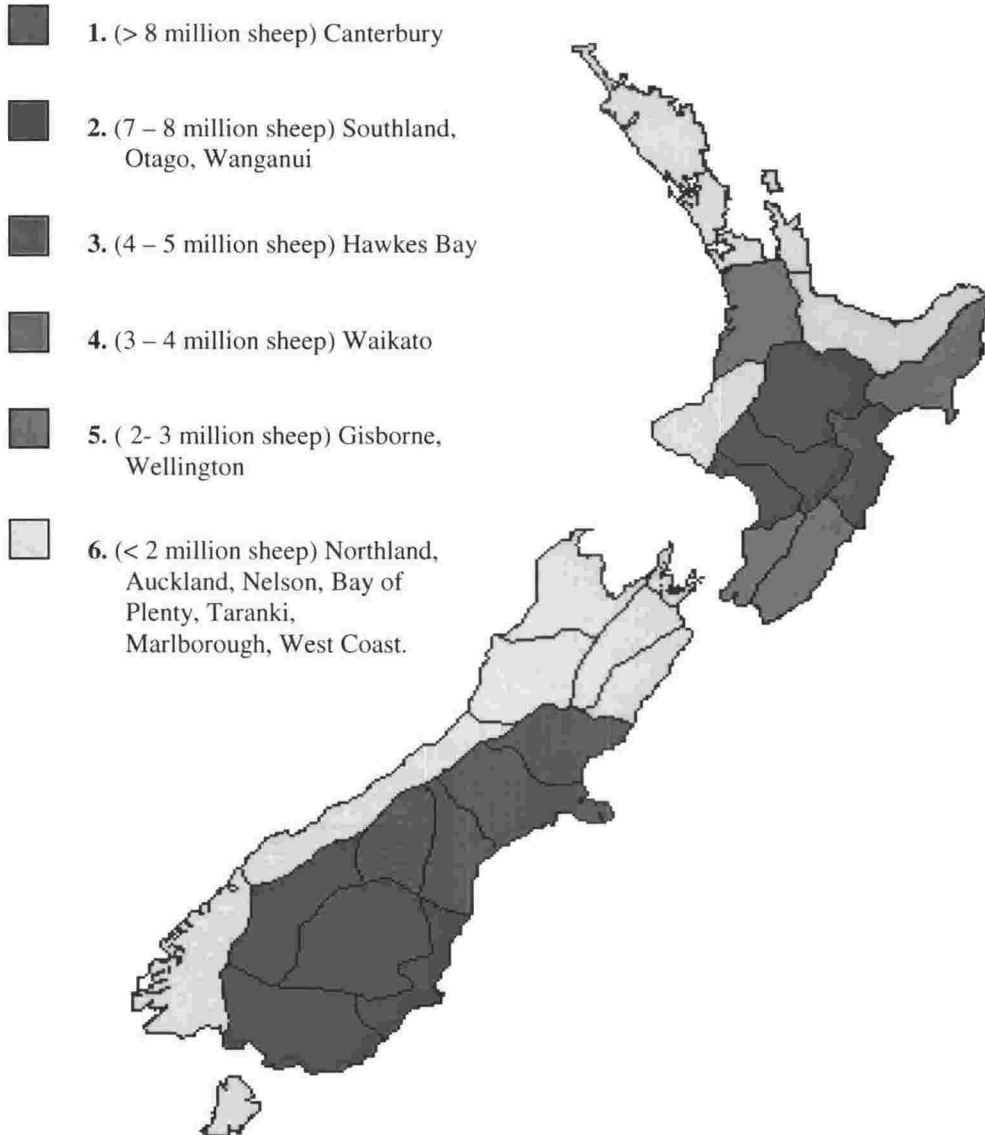 1. (> 8 million sheep) Canterbury
2. (7 – 8 million sheep) Southland,
Otago, Wanganui
3. (4 – 5 million sheep) Hawkes Bay
4. (3 – 4 million sheep) Waikato
5. ( 2- 3 million sheep) Gisborne,
Wellington
6. (< 2 million sheep) Northland,
Auckland, Nelson, Bay of
Plenty, Taranki,
Marlborough, West Coast.